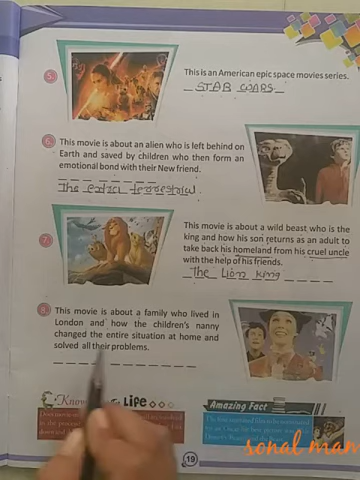 5. This is an American epic space movies series.
STAR WARS
6. This movie is about an alien who is left behind on
Earth and saved by children who then form an
emotional bond with their New friend.
The extra terrestrial.
7. This movie is about a wild beast who is the
king and how his son returns as an adult to
take back his homeland from his cruel uncle
with the help of his friends.
The Lion king
8. This movie is about a family who lived in
London and how the children's nanny
changed the entire situation at home and
solved all their problems.
Life
Amazing Fact
19
sonal man